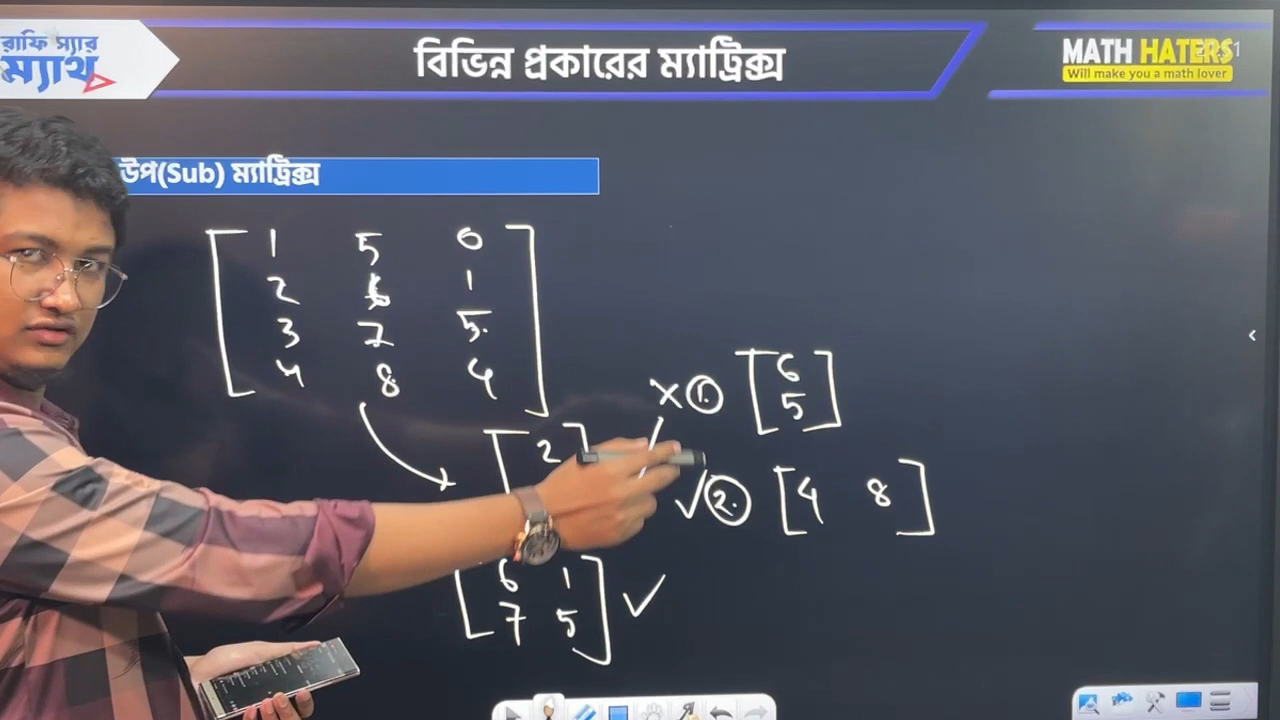 রাফি স্যার
ম্যাথ
বিভিন্ন প্রকারের ম্যাট্রিক্স
MATH HATERS
Will make you a math lover
উপ(Sub) ম্যাট্রিক্স
1 5 0
2 6 1
3 7 5
4 8 4
× 1. [6
5]
[2
✓ 2. [4 8]
[6 1
7 5] ✓